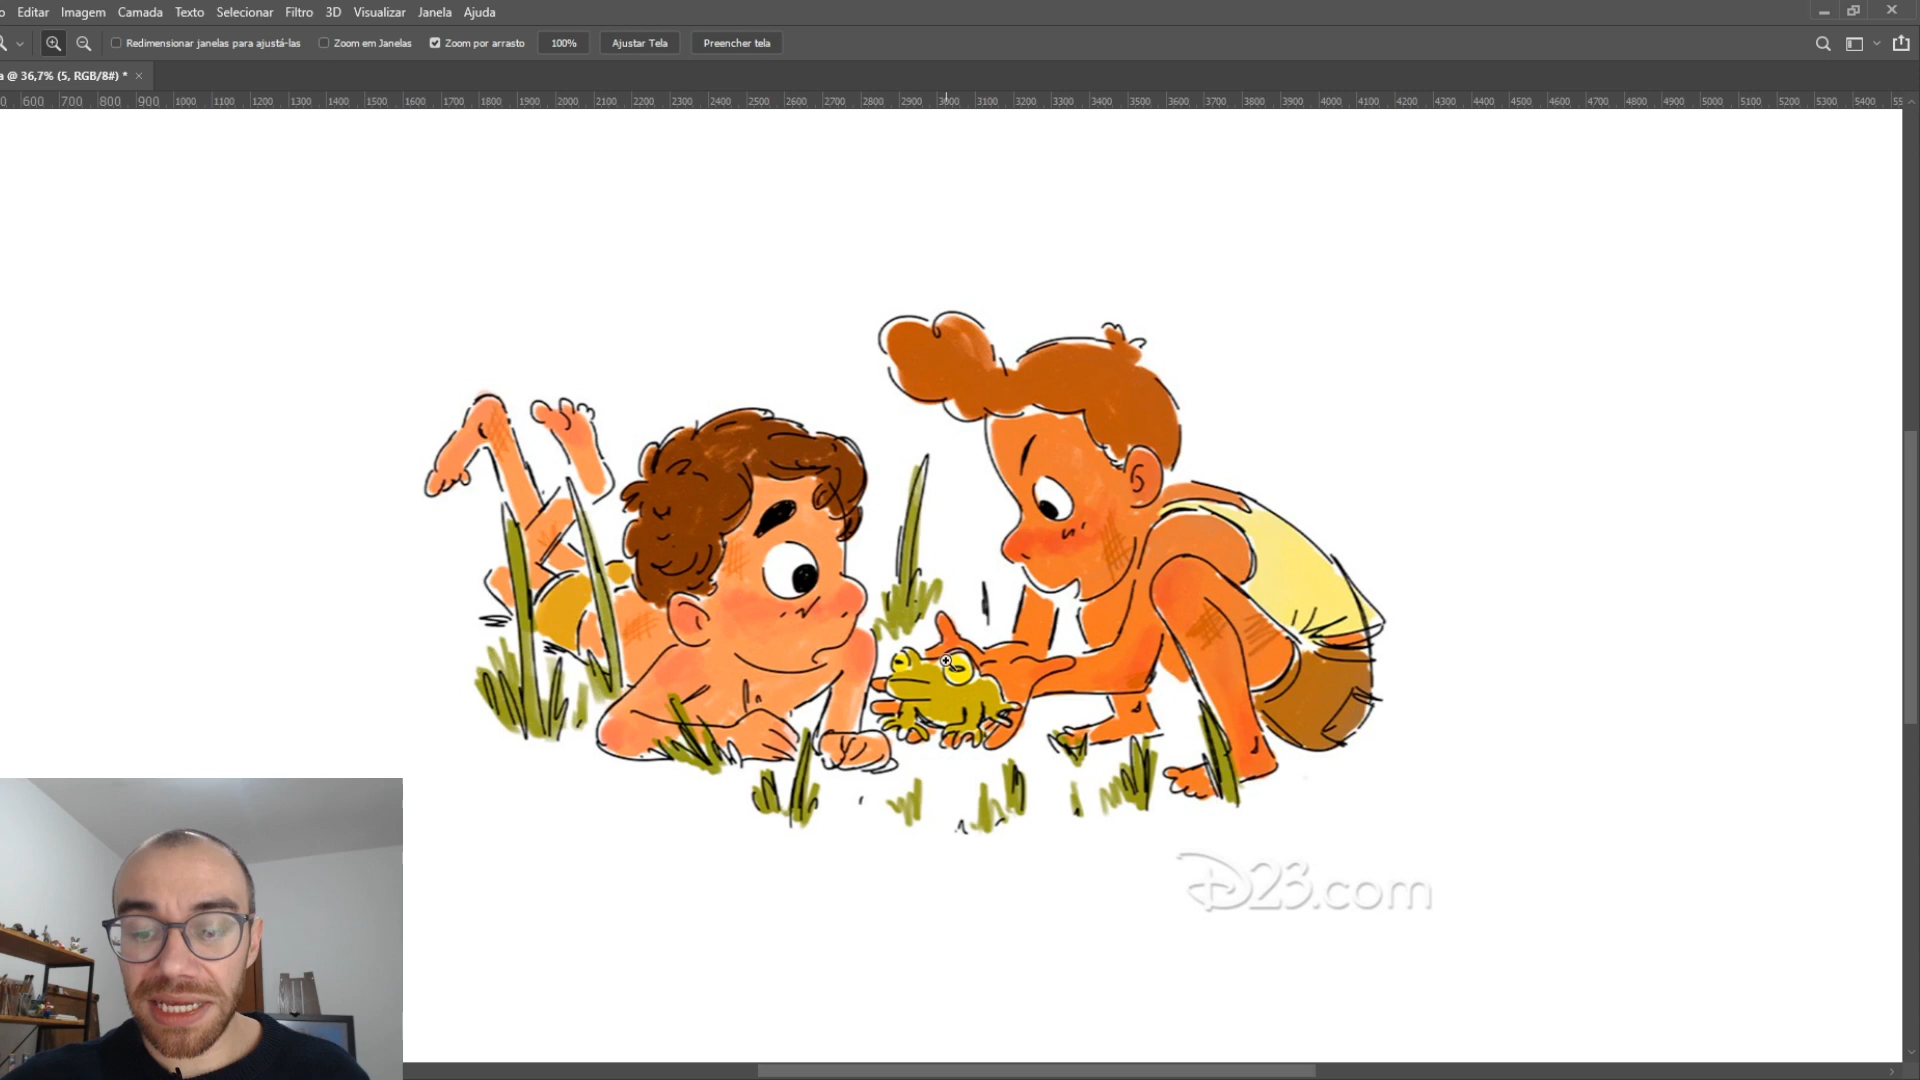 o Editar Imagem Camada Texto Selecionar Filtro 3D Visualizar Janela Ajuda
Redimensionar janelas para ajustá-las Zoom em Janelas Zoom por arrasto 100% Ajustar Tela Preencher tela
a @ 36,7% (5, RGB/8#) * ×
0 600 700 800 900 1000 1100 1200 1300 1400 1500 1600 1700 1800 1900 2000 2100 2200 2300 2400 2500 2600 2700 2800 2900 3000 3100 3200 3300 3400 3500 3600 3700 3800 3900 4000 4100 4200 4300 4400 4500 4600 4700 4800 4900 5000 5100 5200 5300 5400 55
D23.com